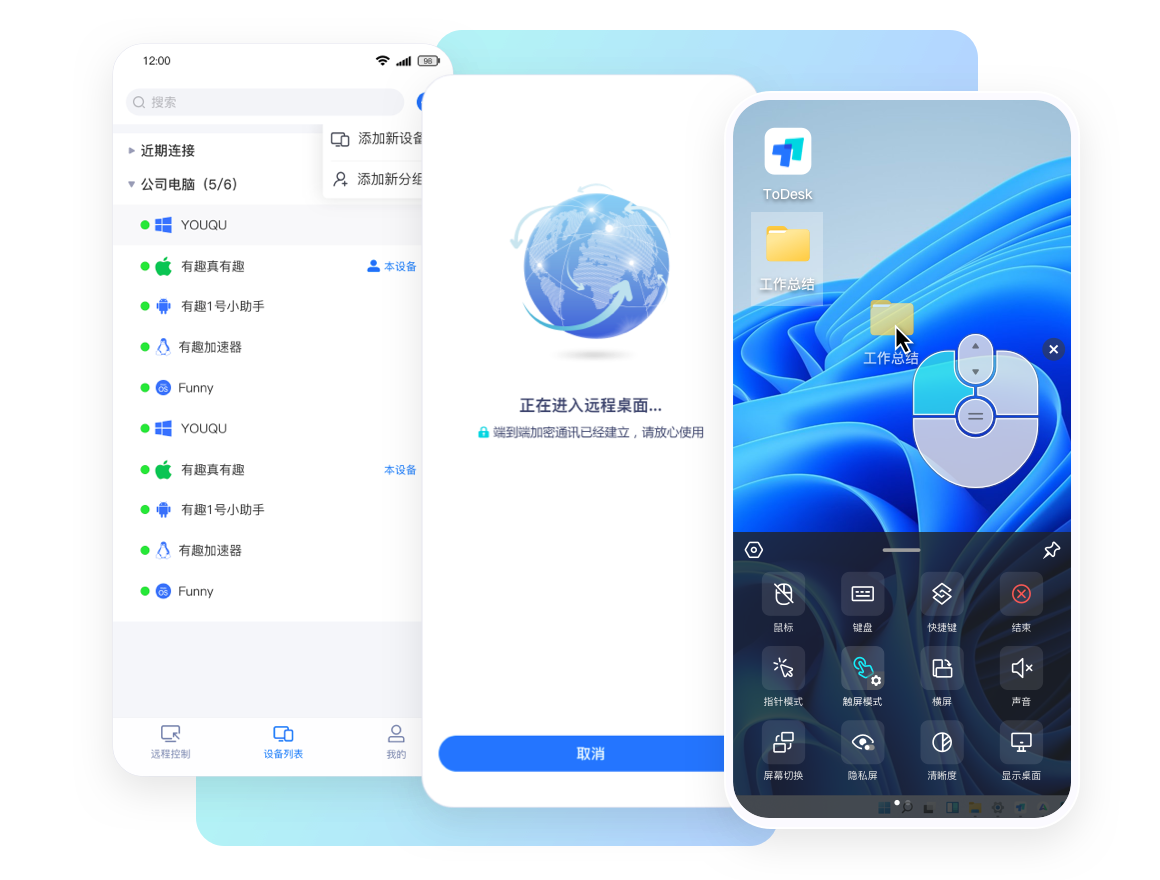 12:00
98
搜索
添加新设备
近期连接
添加新分组
公司电脑（5/6）
YOUQU
有趣真有趣
本设备
有趣1号小助手
有趣加速器
OS
Funny
YOUQU
有趣真有趣
本设备
有趣1号小助手
有趣加速器
OS
Funny
远程控制
设备列表
我的
正在进入远程桌面...
端到端加密通讯已经建立，请放心使用
取消
ToDesk
工作总结
工作总结
鼠标
键盘
快捷键
结束
指针模式
触屏模式
横屏
声音
屏幕切换
隐私屏
清晰度
显示桌面